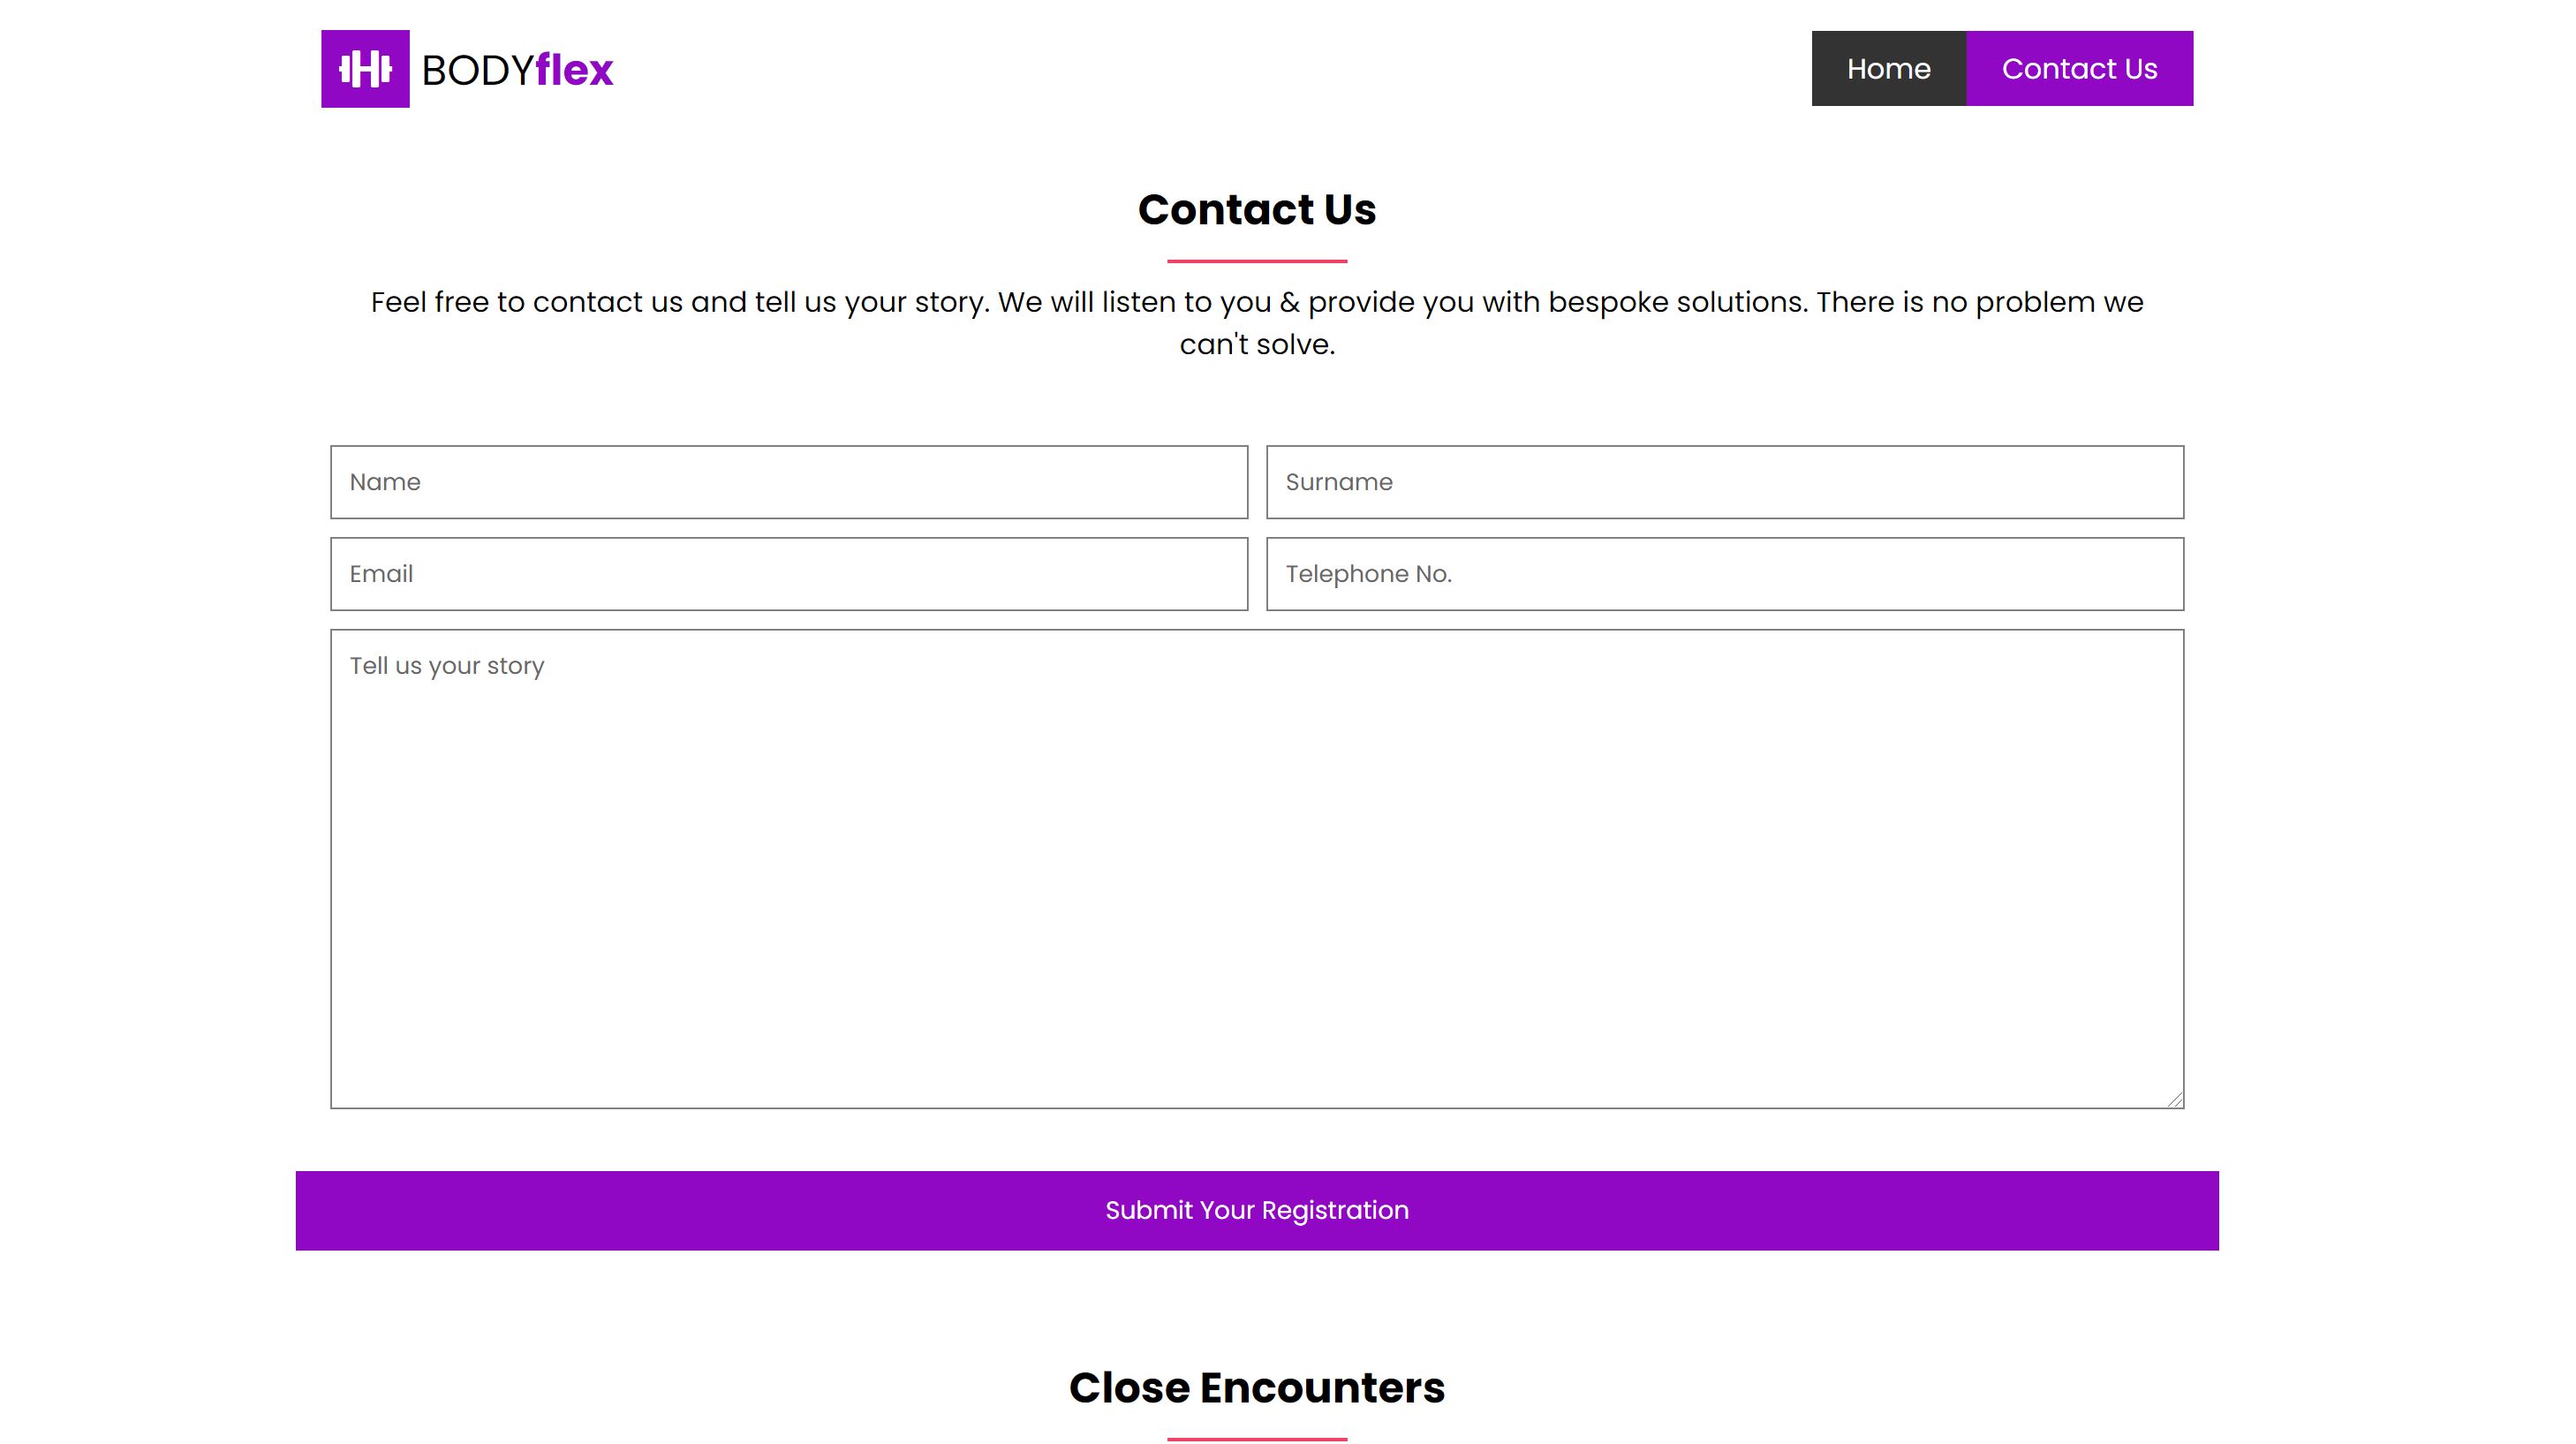 BODYflex
Home
Contact Us
Contact Us
Feel free to contact us and tell us your story. We will listen to you & provide you with bespoke solutions. There is no problem we
can't solve.
Name
Surname
Email
Telephone No.
Tell us your story
Submit Your Registration
Close Encounters